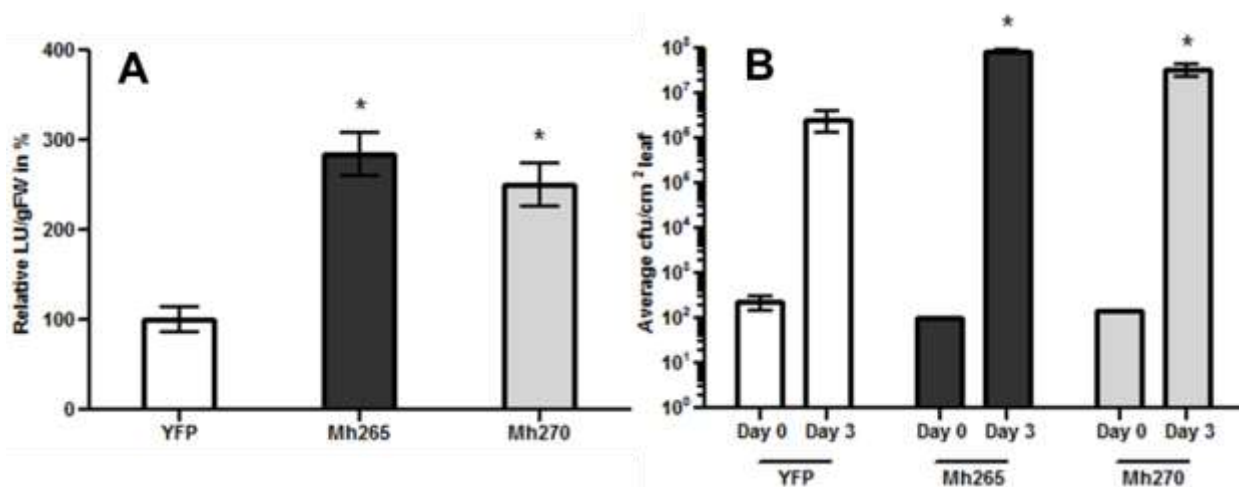 A
Relative LU/gFW in %
400
300
200
100
0
*
*
YFP
Mh265
Mh270
B
Average cfu/cm² leaf
10⁸
10⁷
10⁶
10⁵
10⁴
10³
10²
10¹
10⁰
*
*
Day 0 Day 3 Day 0 Day 3 Day 0 Day 3
YFP Mh265 Mh270